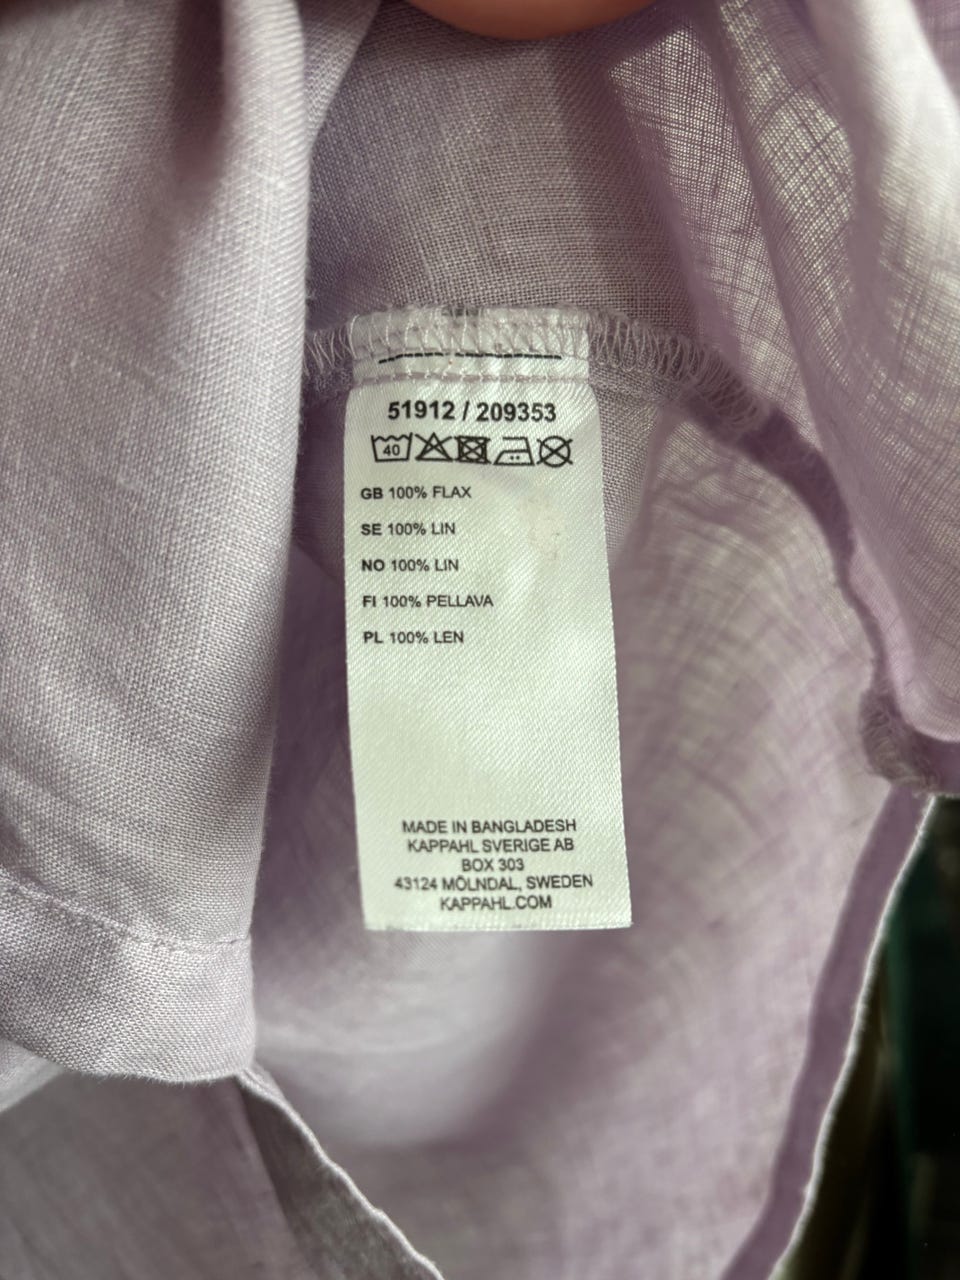 51912 / 209353
40
GB 100% FLAX
SE 100% LIN
NO 100% LIN
FI 100% PELLAVA
PL 100% LEN
MADE IN BANGLADESH
KAPPAHL SVERIGE AB
BOX 303
43124 MÖLNDAL, SWEDEN
KAPPAHL.COM